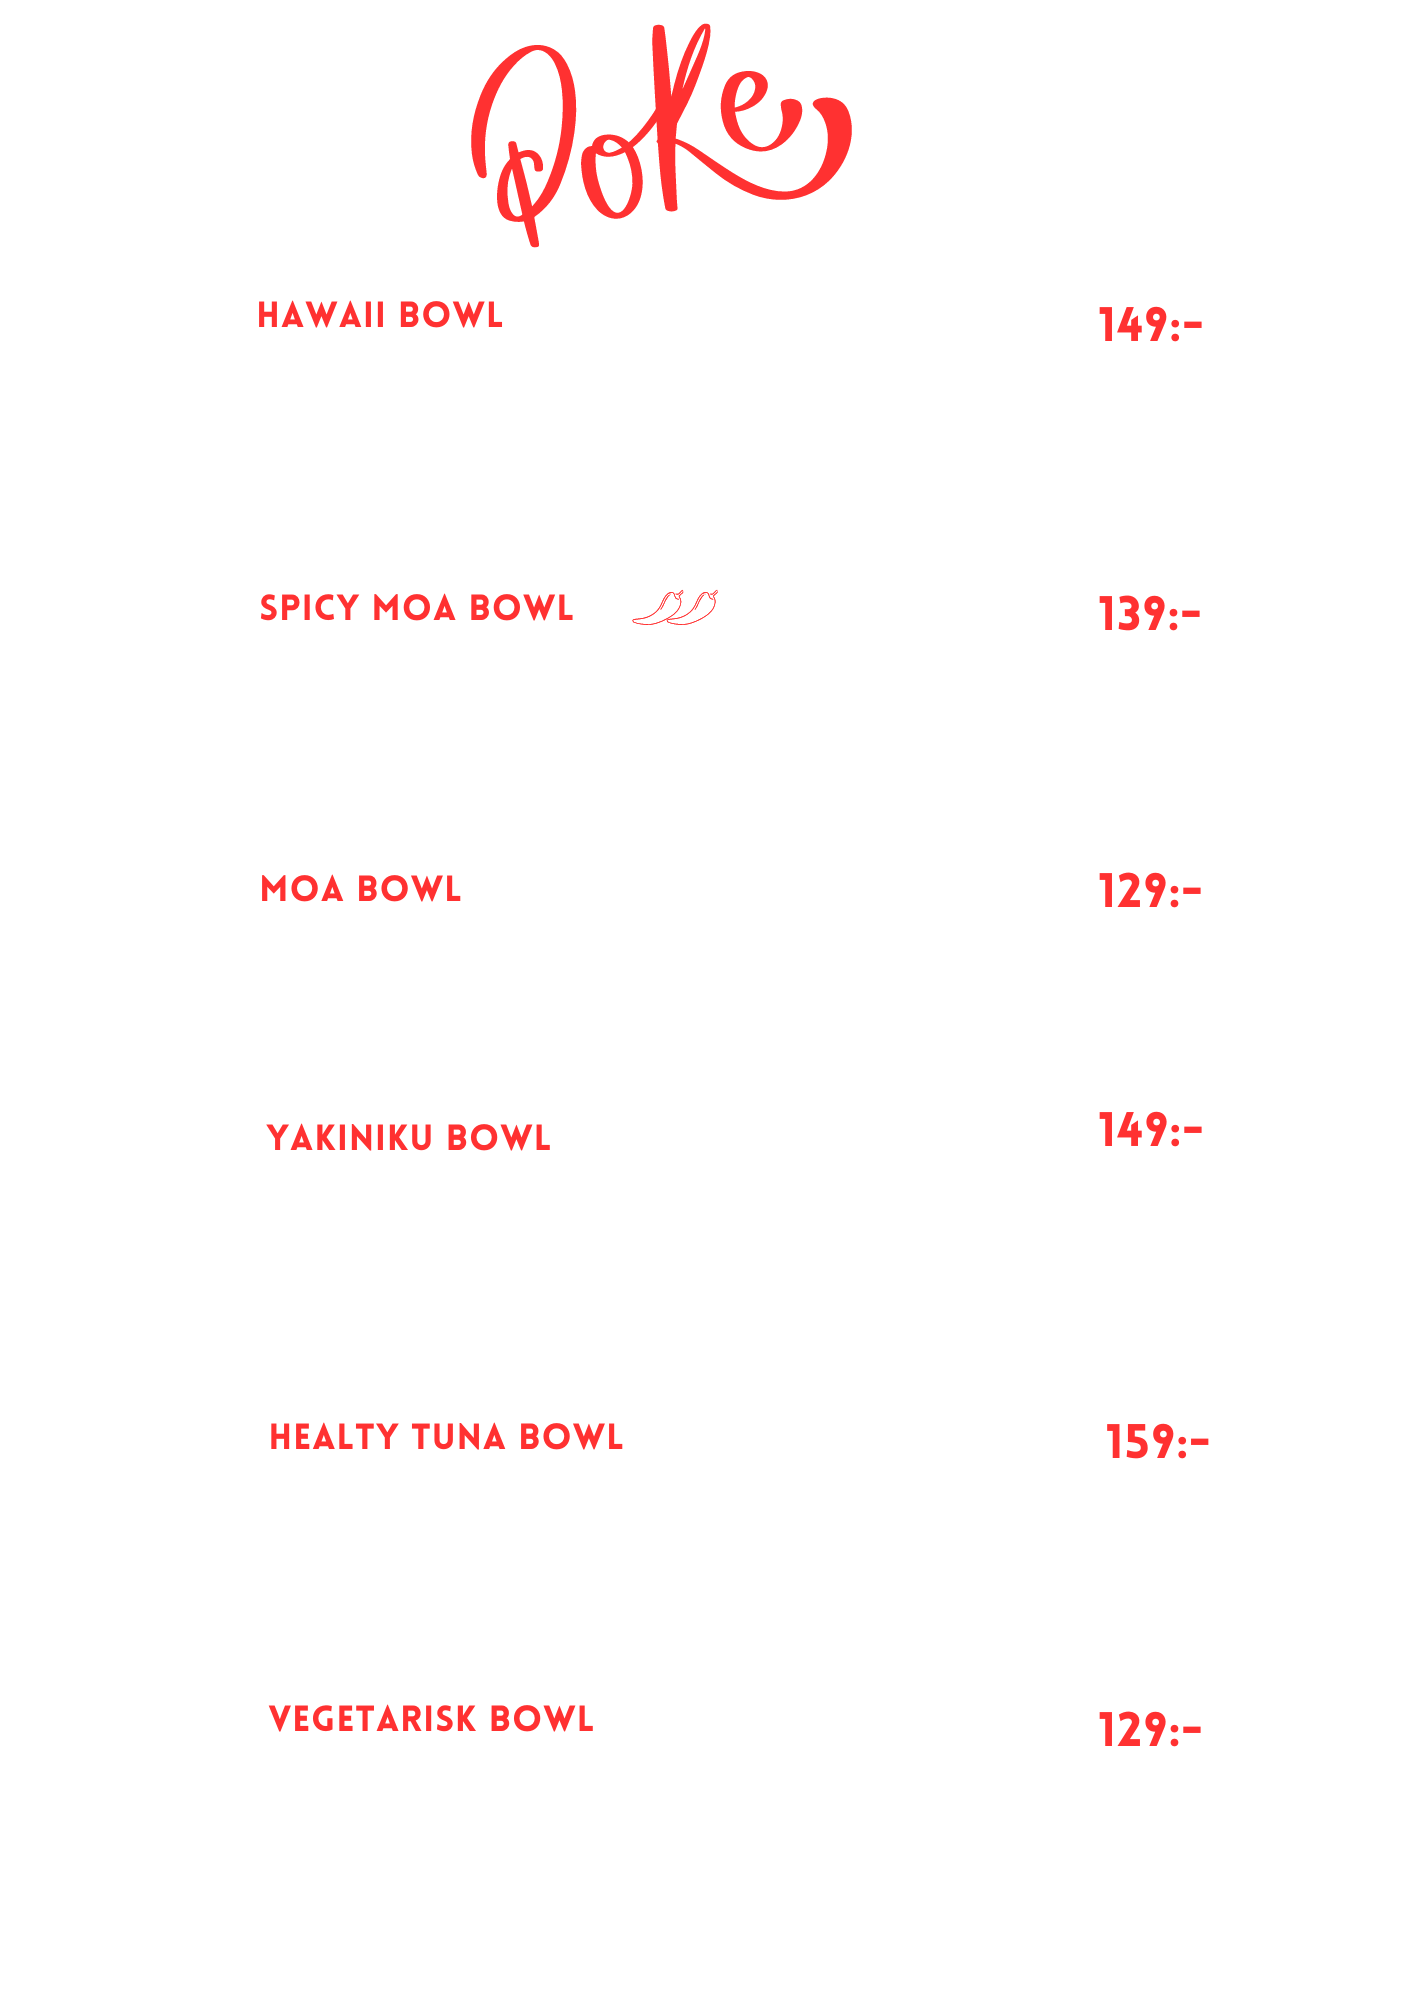 Poke
HAWAII BOWL 149:-
SPICY MOA BOWL 139:-
MOA BOWL 129:-
YAKINIKU BOWL 149:-
HEALTY TUNA BOWL 159:-
VEGETARISK BOWL 129:-